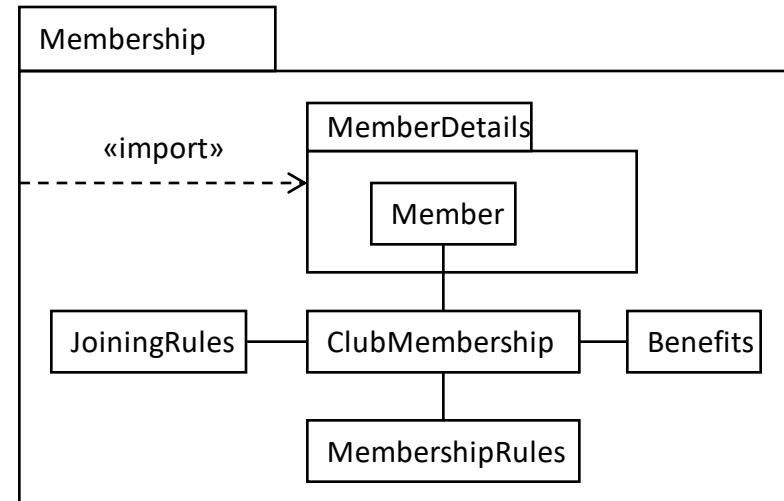 Membership
MemberDetails
«import»
Member
JoiningRules
ClubMembership
Benefits
MembershipRules